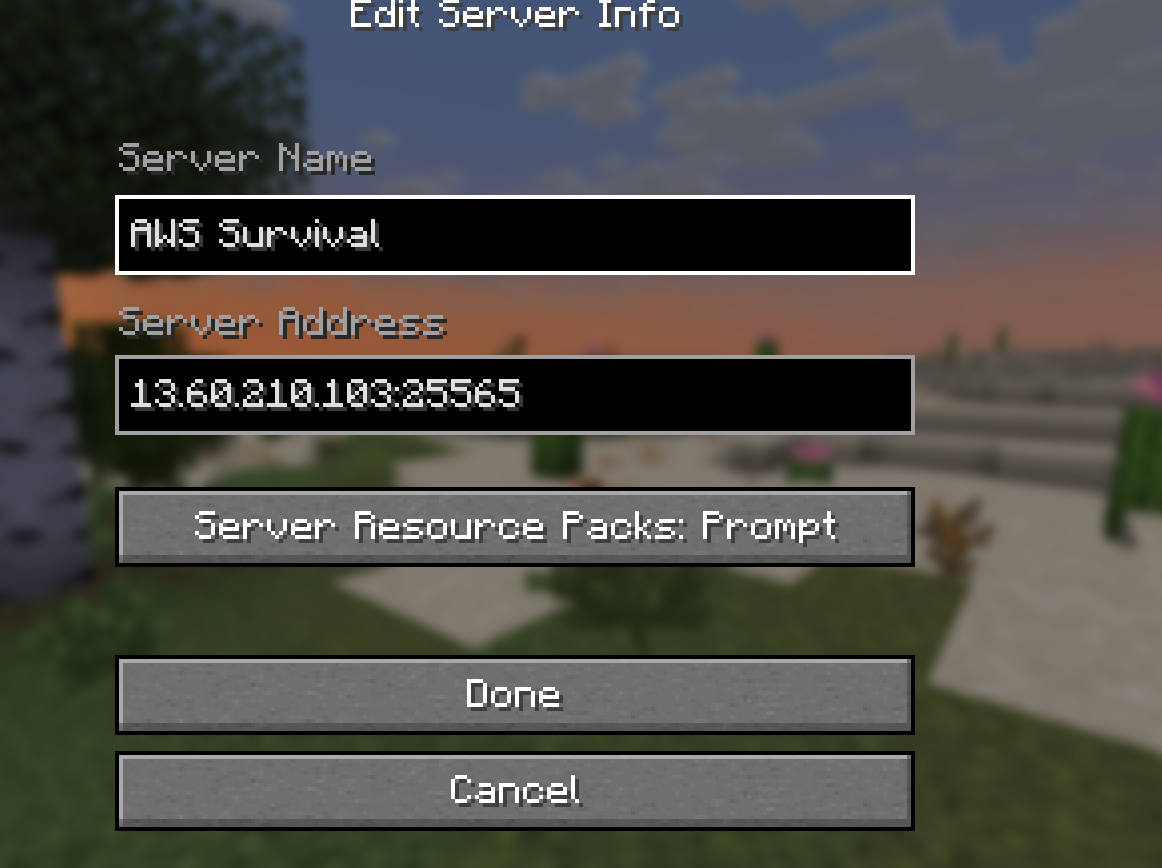 Edit Server Info
Server Name
AWS Survival
Server Address
13.60.210.103:25565
Server Resource Packs: Prompt
Done
Cancel